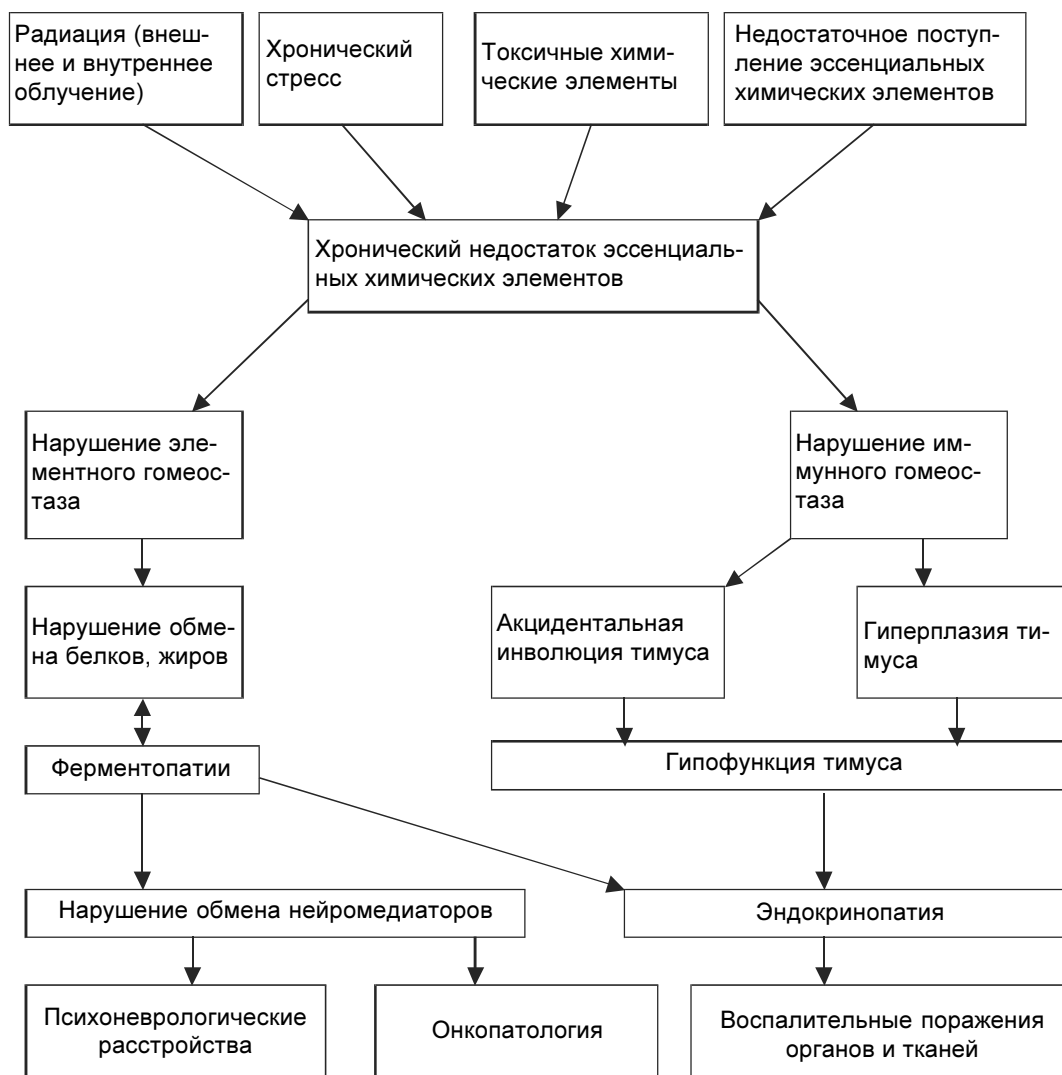 Радиация (внеш-
нее и внутреннее
облучение)
Хронический
стресс
Токсичные хими-
ческие элементы
Недостаточное поступ-
ление эссенциальных
химических элементов
Хронический недостаток эссенциаль-
ных химических элементов
Нарушение эле-
ментного гомеос-
таза
Нарушение им-
мунного гомеос-
таза
Нарушение обме-
на белков, жиров
Акцидентальная
инволюция тимуса
Гиперплазия ти-
муса
Ферментопатии
Гипофункция тимуса
Нарушение обмена нейромедиаторов
Эндокринопатия
Психоневрологические
расстройства
Онкопатология
Воспалительные поражения
органов и тканей